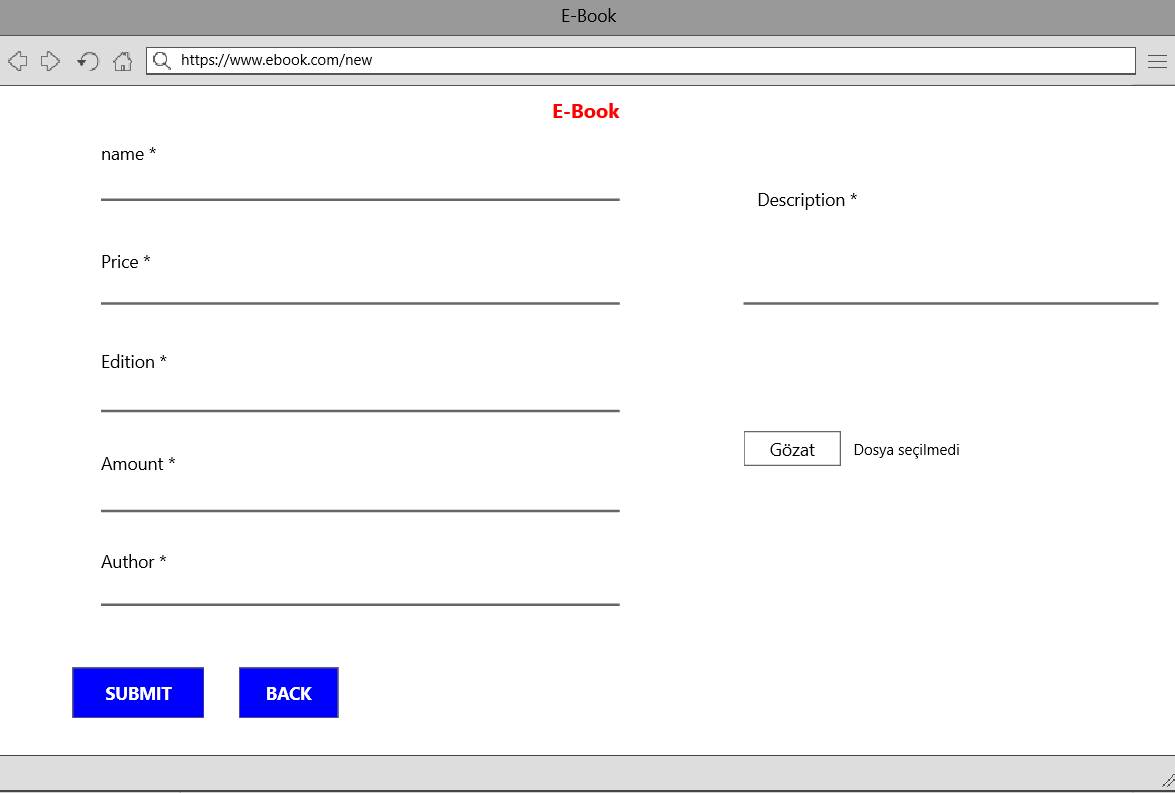 E-Book
https://www.ebook.com/new
E-Book
name *
Description *
Price *
Edition *
Gözat
Dosya seçilmedi
Amount *
Author *
SUBMIT
BACK